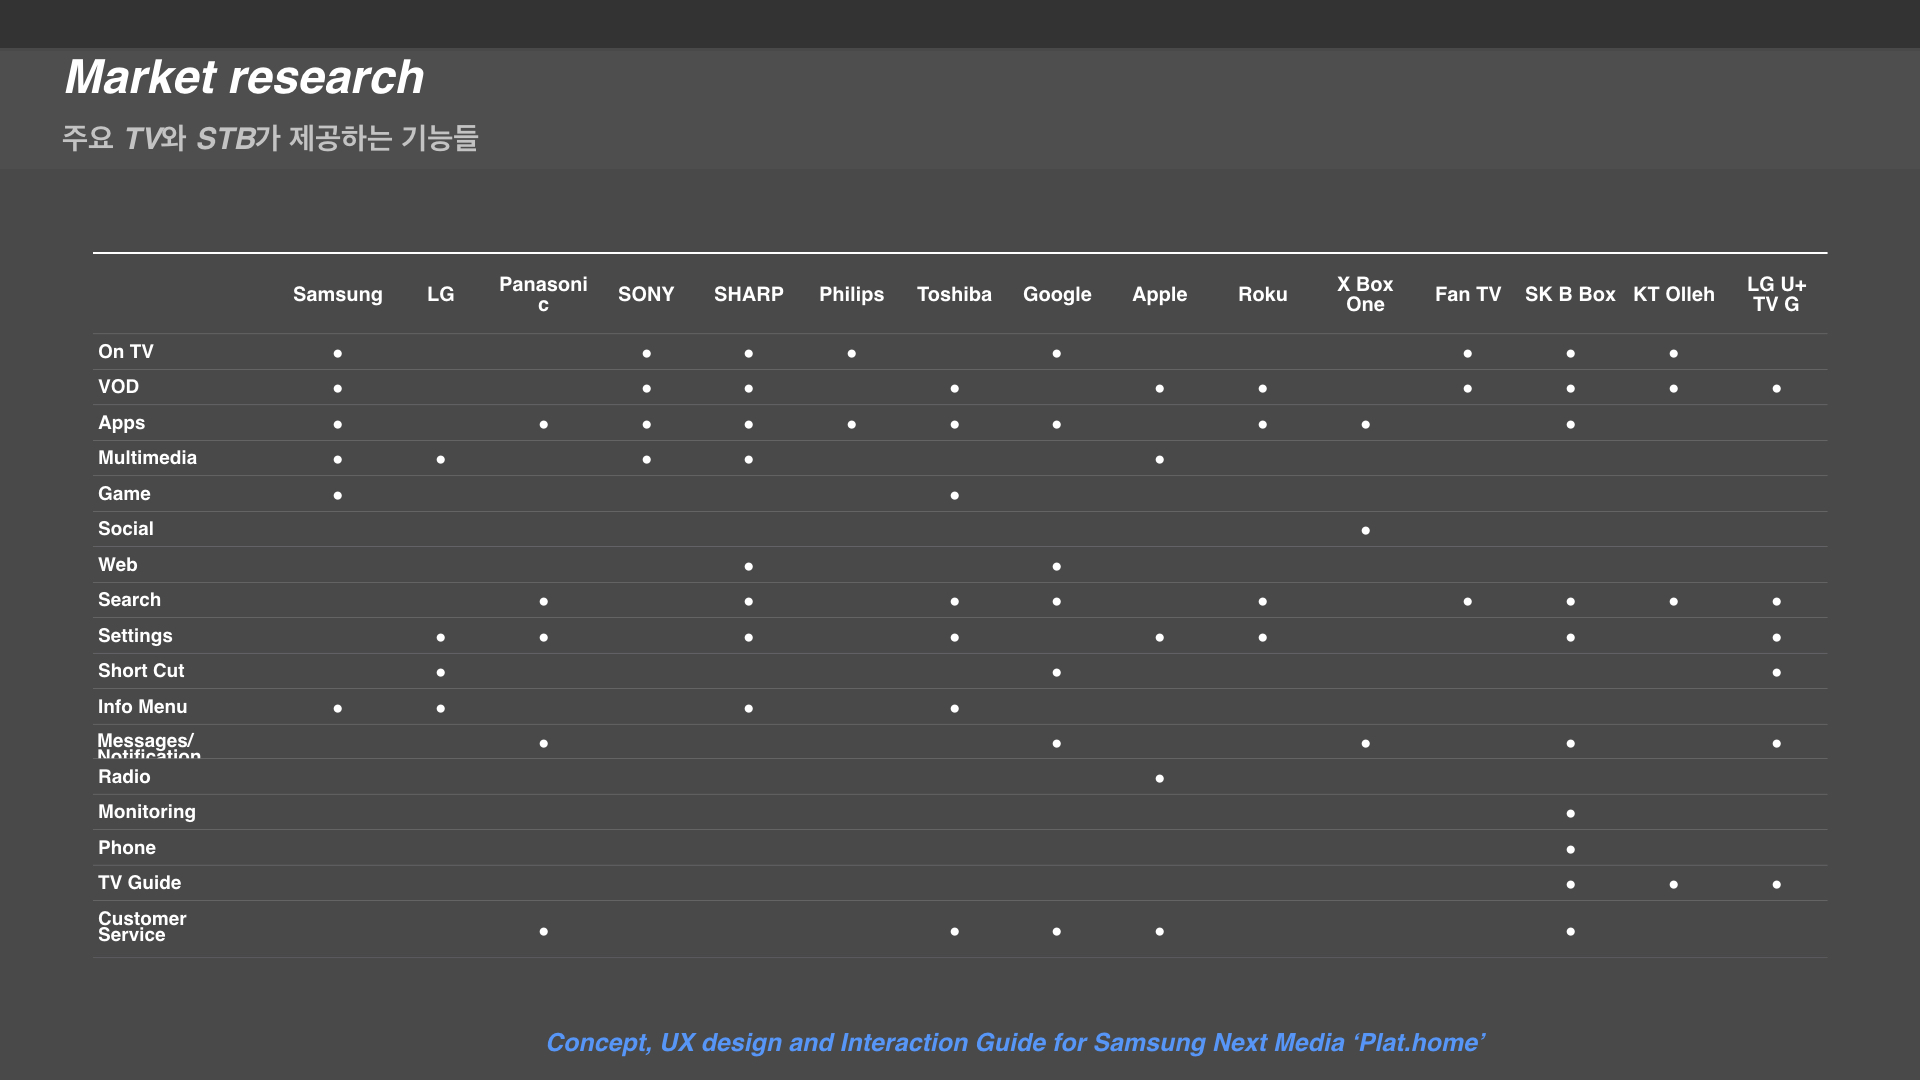 Market research
주요 TV와 STB가 제공하는 기능들
Samsung LG Panasoni SONY SHARP Philips Toshiba Google Apple Roku X Box Fan TV SK B Box KT Olleh LG U+
c One TV G
On TV ● ● ● ● ● ● ● ●
VOD ● ● ● ● ● ● ● ● ● ●
Apps ● ● ● ● ● ● ● ● ● ●
Multimedia ● ● ● ● ●
Game ● ●
Social ●
Web ● ●
Search ● ● ● ● ● ● ● ● ●
Settings ● ● ● ● ● ● ● ●
Short Cut ● ● ●
Info Menu ● ● ● ●
Messages/ ● ● ● ● ●
Notification
Radio ●
Monitoring ●
Phone ●
TV Guide ● ● ●
Customer
Service ● ● ● ● ●
Concept, UX design and Interaction Guide for Samsung Next Media ‘Plat.home’